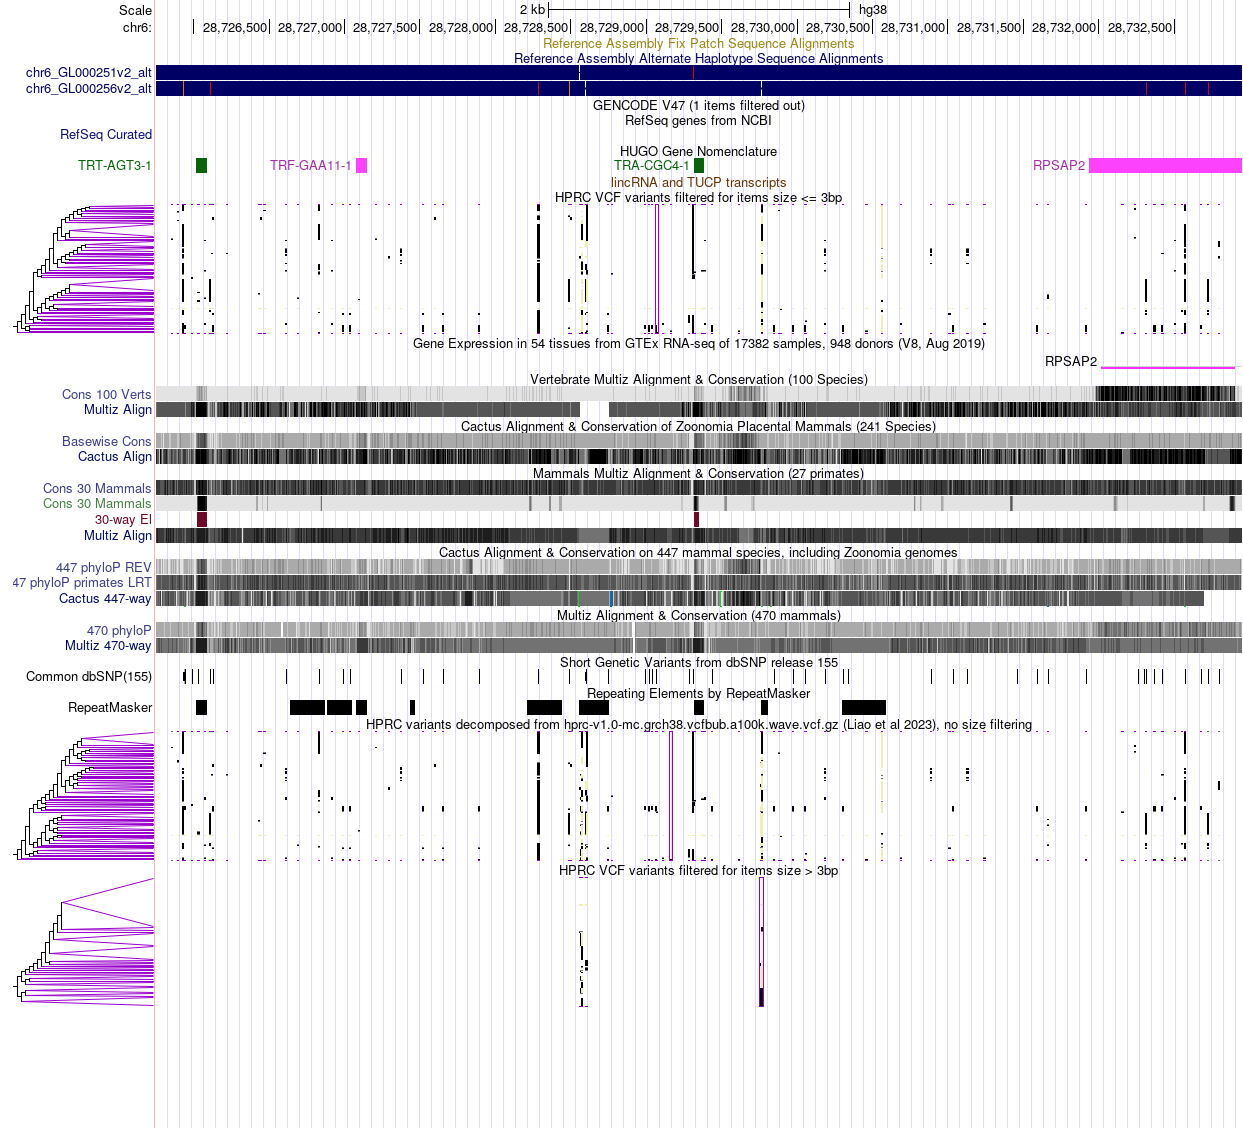 Scale 2 kb hg38
chr6: 28,726,500 28,727,000 28,727,500 28,728,000 28,728,500 28,729,000 28,729,500 28,730,000 28,730,500 28,731,000 28,731,500 28,732,000 28,732,500
Reference Assembly Fix Patch Sequence Alignments
Reference Assembly Alternate Haplotype Sequence Alignments
chr6_GL000251v2_alt
chr6_GL000256v2_alt
GENCODE V47 (1 items filtered out)
RefSeq genes from NCBI
RefSeq Curated
HUGO Gene Nomenclature
TRT-AGT3-1 TRF-GAA11-1 TRA-CGC4-1 RPSAP2
lincRNA and TUCP transcripts
HPRC VCF variants filtered for items size <= 3bp
Gene Expression in 54 tissues from GTEx RNA-seq of 17382 samples, 948 donors (V8, Aug 2019)
RPSAP2
Vertebrate Multiz Alignment & Conservation (100 Species)
Cons 100 Verts
Multiz Align
Cactus Alignment & Conservation of Zoonomia Placental Mammals (241 Species)
Basewise Cons
Cactus Align
Mammals Multiz Alignment & Conservation (27 primates)
Cons 30 Mammals
Cons 30 Mammals
30-way El
Multiz Align
Cactus Alignment & Conservation on 447 mammal species, including Zoonomia genomes
447 phyloP REV
47 phyloP primates LRT
Cactus 447-way
Multiz Alignment & Conservation (470 mammals)
470 phyloP
Multiz 470-way
Short Genetic Variants from dbSNP release 155
Common dbSNP(155)
Repeating Elements by RepeatMasker
RepeatMasker
HPRC variants decomposed from hprc-v1.0-mc.grch38.vcfbub.a100k.wave.vcf.gz (Liao et al 2023), no size filtering
HPRC VCF variants filtered for items size > 3bp